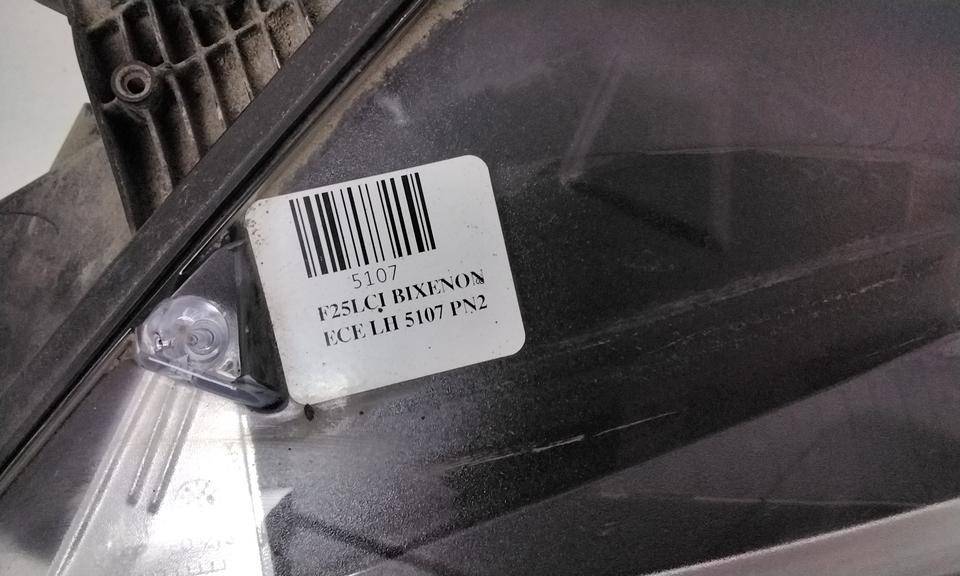 5107
F25LCI BIXENON
ECE LH 5107 PN2